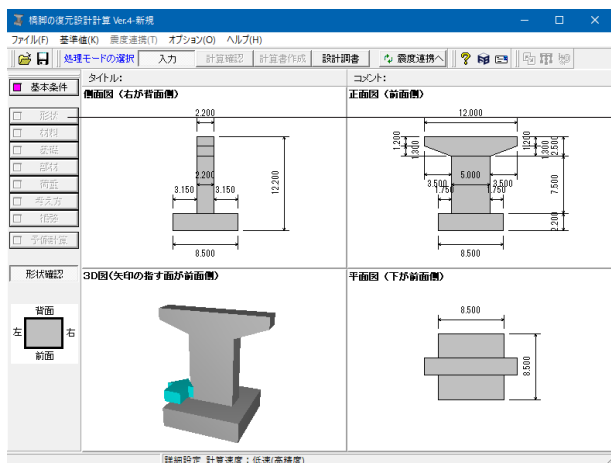 橋脚の復元設計計算 Ver.4-新規
ファイル(F) 基準値(K) 震度連携(T) オプション(O) ヘルプ(H)
処理モードの選択 入力 計算確認 計算書作成 設計調書 震度連携へ
基本条件
形状
材料
基礎
部材
荷重
考え方
補強
予備計算
形状確認
背面
左 右
前面
タイトル: コメント:
側面図（右が背面側）
2.200
2.200
3.150 3.150
12.200
8.500
正面図（前面側）
12.000
1.200 1.300 1.200 1.300 2.500
3.500 5.000 3.500
1.750 1.750
7.500
2.200
8.500
3D図(矢印の指す面が前面側)
平面図（下が前面側）
8.500
8.500
詳細設定 計算速度：低速(高精度)